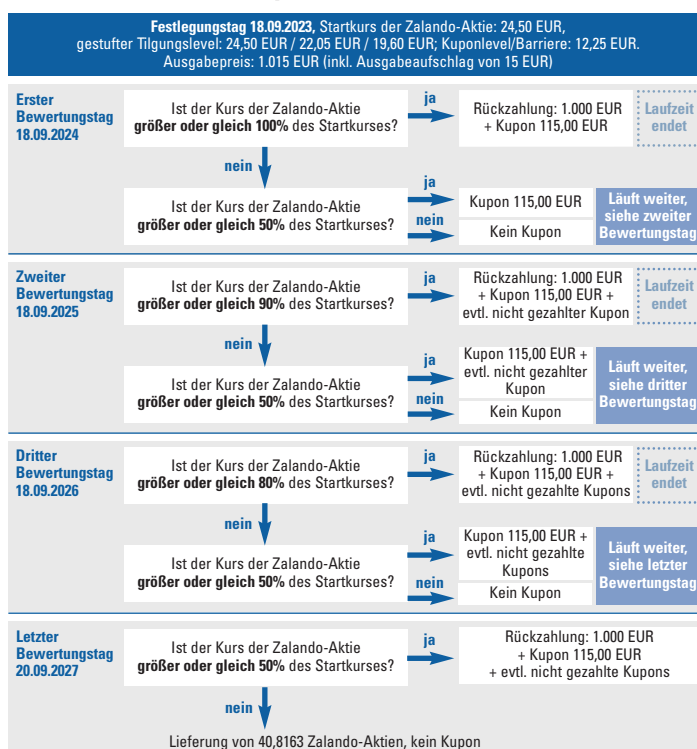 Festlegungstag 18.09.2023, Startkurs der Zalando-Aktie: 24,50 EUR,
gestufter Tilgungslevel: 24,50 EUR / 22,05 EUR / 19,60 EUR; Kuponlevel/Barriere: 12,25 EUR.
Ausgabepreis: 1.015 EUR (inkl. Ausgabeaufschlag von 15 EUR)
Erster
Bewertungstag
18.09.2024
Ist der Kurs der Zalando-Aktie
größer oder gleich 100% des Startkurses?
ja
Rückzahlung: 1.000 EUR
+ Kupon 115,00 EUR
Laufzeit
endet
nein
Ist der Kurs der Zalando-Aktie
größer oder gleich 50% des Startkurses?
ja
Kupon 115,00 EUR
nein
Kein Kupon
Läuft weiter,
siehe zweiter
Bewertungstag
Zweiter
Bewertungstag
18.09.2025
Ist der Kurs der Zalando-Aktie
größer oder gleich 90% des Startkurses?
ja
Rückzahlung: 1.000 EUR
+ Kupon 115,00 EUR +
evtl. nicht gezahlter Kupon
Laufzeit
endet
nein
Ist der Kurs der Zalando-Aktie
größer oder gleich 50% des Startkurses?
ja
Kupon 115,00 EUR +
evtl. nicht gezahlter
Kupon
nein
Kein Kupon
Läuft weiter,
siehe dritter
Bewertungstag
Dritter
Bewertungstag
18.09.2026
Ist der Kurs der Zalando-Aktie
größer oder gleich 80% des Startkurses?
ja
Rückzahlung: 1.000 EUR
+ Kupon 115,00 EUR +
evtl. nicht gezahlte Kupons
Laufzeit
endet
nein
Ist der Kurs der Zalando-Aktie
größer oder gleich 50% des Startkurses?
ja
Kupon 115,00 EUR +
evtl. nicht gezahlte
Kupons
nein
Kein Kupon
Läuft weiter,
siehe letzter
Bewertungstag
Letzter
Bewertungstag
20.09.2027
Ist der Kurs der Zalando-Aktie
größer oder gleich 50% des Startkurses?
ja
Rückzahlung: 1.000 EUR
+ Kupon 115,00 EUR
+ evtl. nicht gezahlte Kupons
nein
Lieferung von 40,8163 Zalando-Aktien, kein Kupon